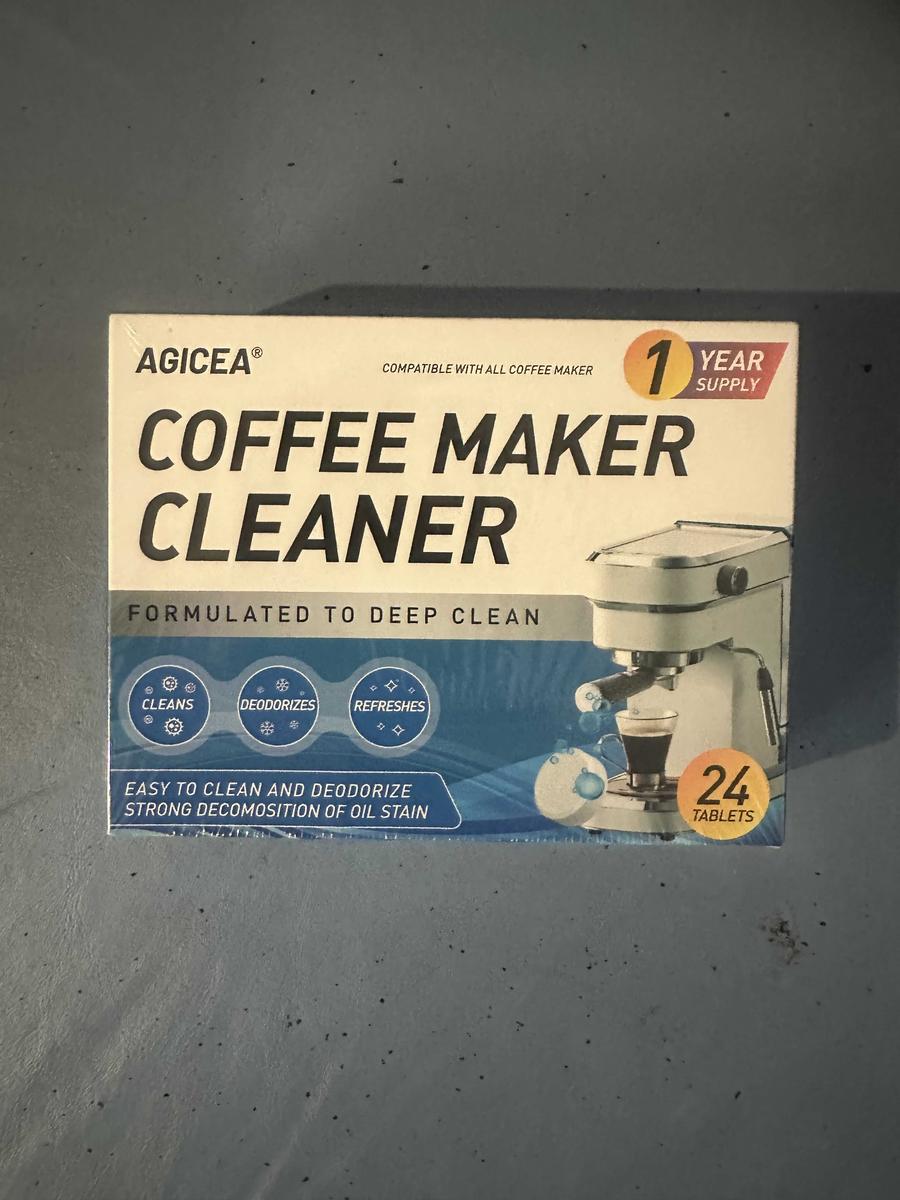 AGICEA®
COMPATIBLE WITH ALL COFFEE MAKER
1 YEAR
SUPPLY
COFFEE MAKER
CLEANER
FORMULATED TO DEEP CLEAN
CLEANS
DEODORIZES
REFRESHES
EASY TO CLEAN AND DEODORIZE
STRONG DECOMOSITION OF OIL STAIN
24
TABLETS